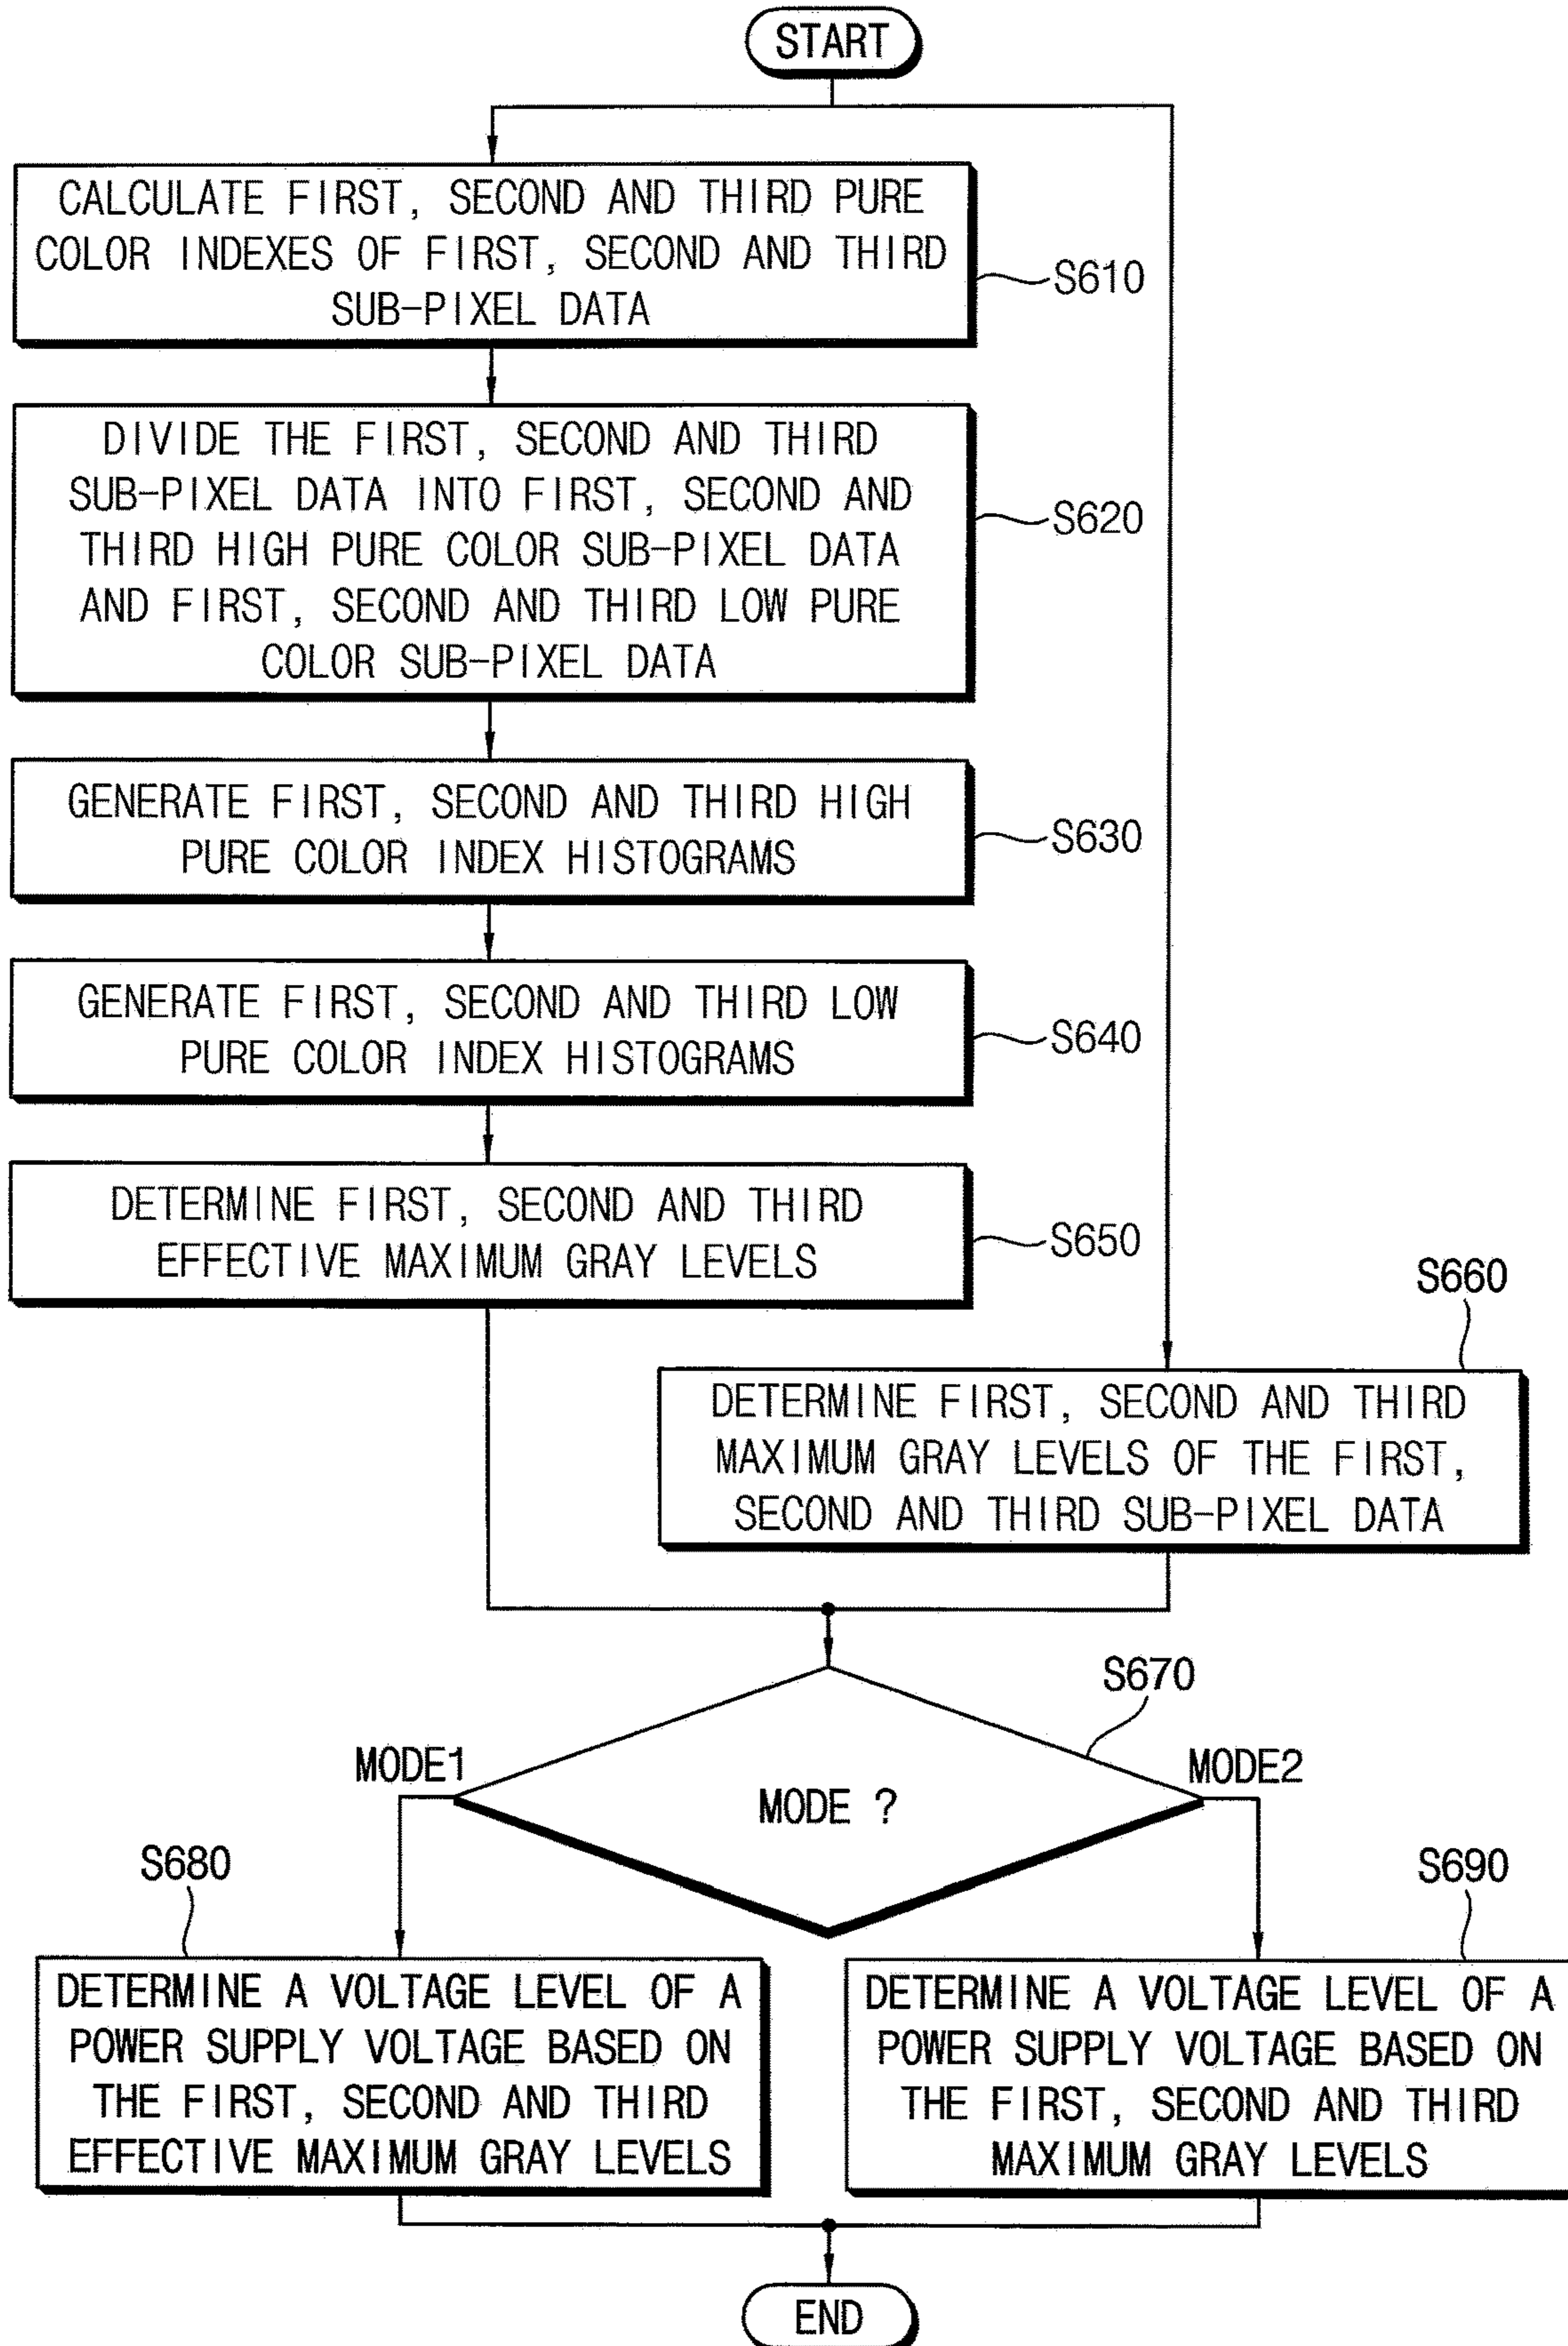 START
CALCULATE FIRST, SECOND AND THIRD PURE
COLOR INDEXES OF FIRST, SECOND AND THIRD
SUB-PIXEL DATA
S610
DIVIDE THE FIRST, SECOND AND THIRD
SUB-PIXEL DATA INTO FIRST, SECOND AND
THIRD HIGH PURE COLOR SUB-PIXEL DATA
AND FIRST, SECOND AND THIRD LOW PURE
COLOR SUB-PIXEL DATA
S620
GENERATE FIRST, SECOND AND THIRD HIGH
PURE COLOR INDEX HISTOGRAMS
S630
GENERATE FIRST, SECOND AND THIRD LOW
PURE COLOR INDEX HISTOGRAMS
S640
DETERMINE FIRST, SECOND AND THIRD
EFFECTIVE MAXIMUM GRAY LEVELS
S650
S660
DETERMINE FIRST, SECOND AND THIRD
MAXIMUM GRAY LEVELS OF THE FIRST,
SECOND AND THIRD SUB-PIXEL DATA
S670
MODE1
MODE ?
MODE2
S680
DETERMINE A VOLTAGE LEVEL OF A
POWER SUPPLY VOLTAGE BASED ON
THE FIRST, SECOND AND THIRD
EFFECTIVE MAXIMUM GRAY LEVELS
S690
DETERMINE A VOLTAGE LEVEL OF A
POWER SUPPLY VOLTAGE BASED ON
THE FIRST, SECOND AND THIRD
MAXIMUM GRAY LEVELS
END